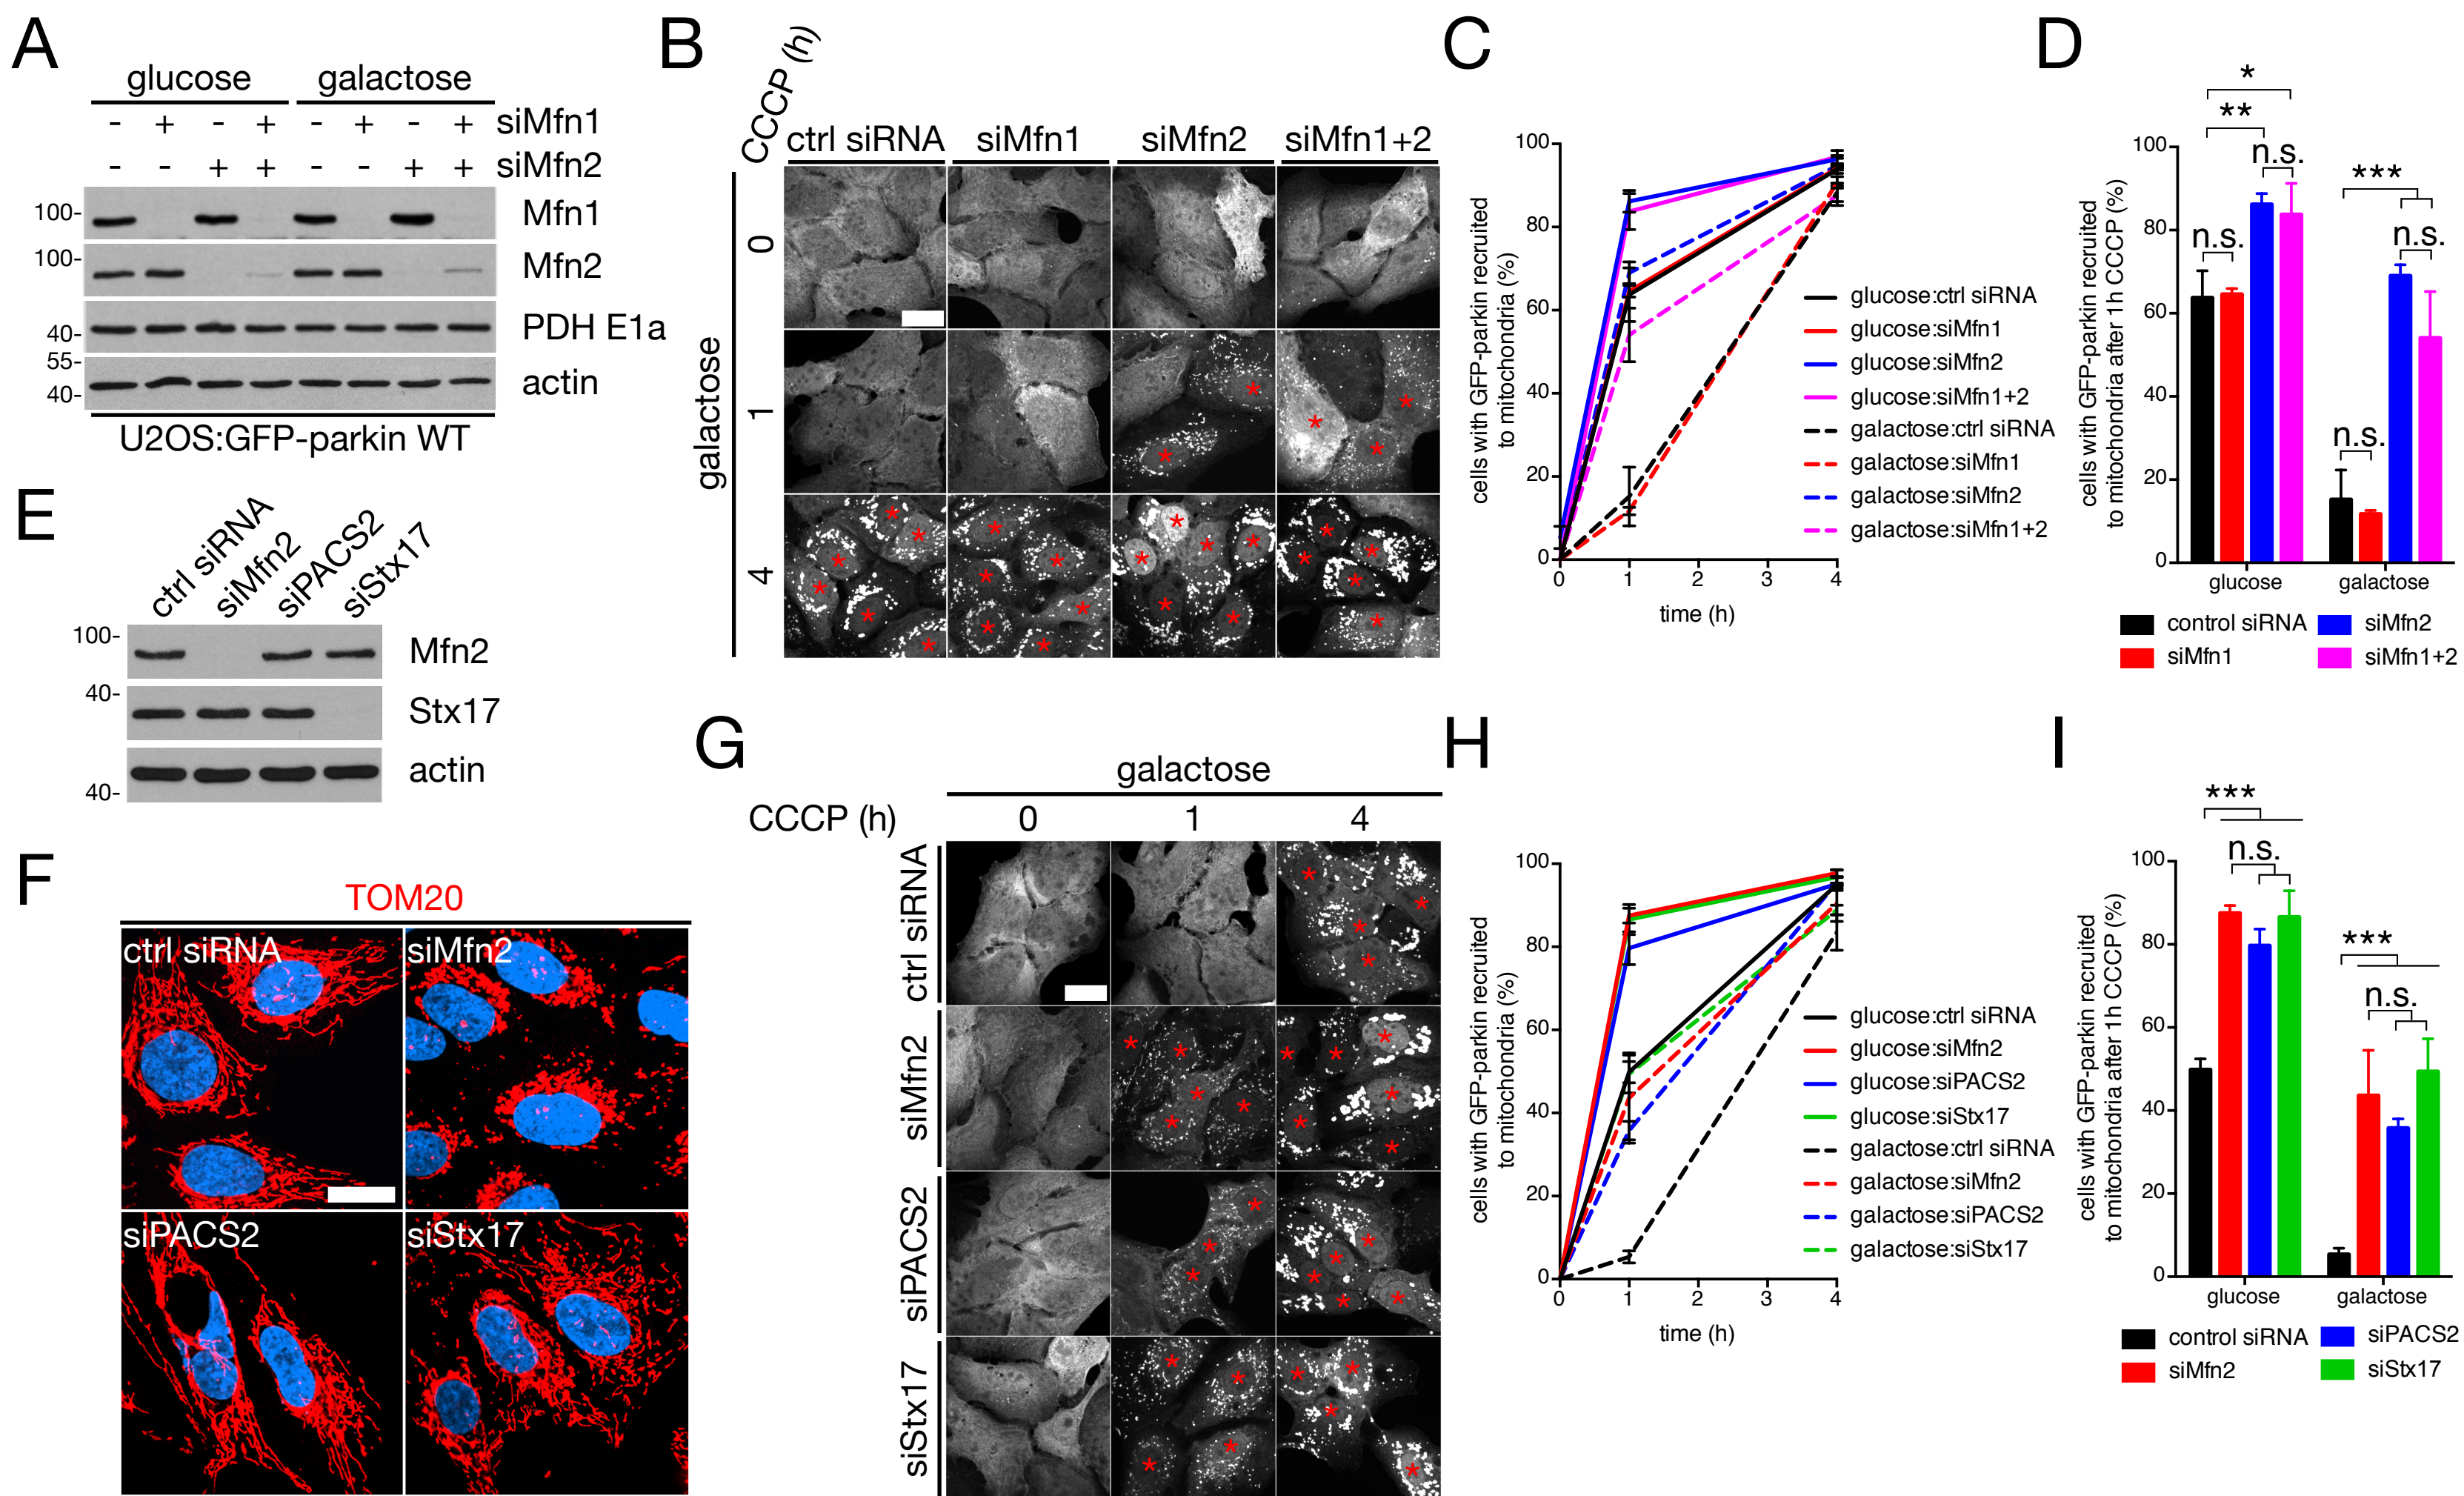 A
glucose galactose
- + - + - + - + siMfn1
- - + + - - + + siMfn2
100- Mfn1
100- Mfn2
40- PDH E1a
55-
40- actin
U2OS:GFP-parkin WT
B
CCCP (h)
ctrl siRNA siMfn1 siMfn2 siMfn1+2
galactose
0
1
4
C
cells with GFP-parkin recruited
to mitochondria (%)
100
80
60
40
20
0
0 1 2 3 4
time (h)
glucose:ctrl siRNA
glucose:siMfn1
glucose:siMfn2
glucose:siMfn1+2
galactose:ctrl siRNA
galactose:siMfn1
galactose:siMfn2
galactose:siMfn1+2
D
cells with GFP-parkin recruited
to mitochondria after 1h CCCP (%)
100
80
60
40
20
0
*
**
n.s.
n.s.
***
n.s.
n.s.
glucose galactose
control siRNA siMfn2
siMfn1 siMfn1+2
E
ctrl siRNA siMfn2 siPACS2 siStx17
100- Mfn2
40- Stx17
actin
40-
F
TOM20
ctrl siRNA siMfn2
siPACS2 siStx17
G
galactose
CCCP (h) 0 1 4
ctrl siRNA
siMfn2
siPACS2
siStx17
H
cells with GFP-parkin recruited
to mitochondria (%)
100
80
60
40
20
0
0 1 2 3 4
time (h)
glucose:ctrl siRNA
glucose:siMfn2
glucose:siPACS2
glucose:siStx17
galactose:ctrl siRNA
galactose:siMfn2
galactose:siPACS2
galactose:siStx17
I
cells with GFP-parkin recruited
to mitochondria after 1h CCCP (%)
100
80
60
40
20
0
***
n.s.
***
n.s.
glucose galactose
control siRNA siPACS2
siMfn2 siStx17